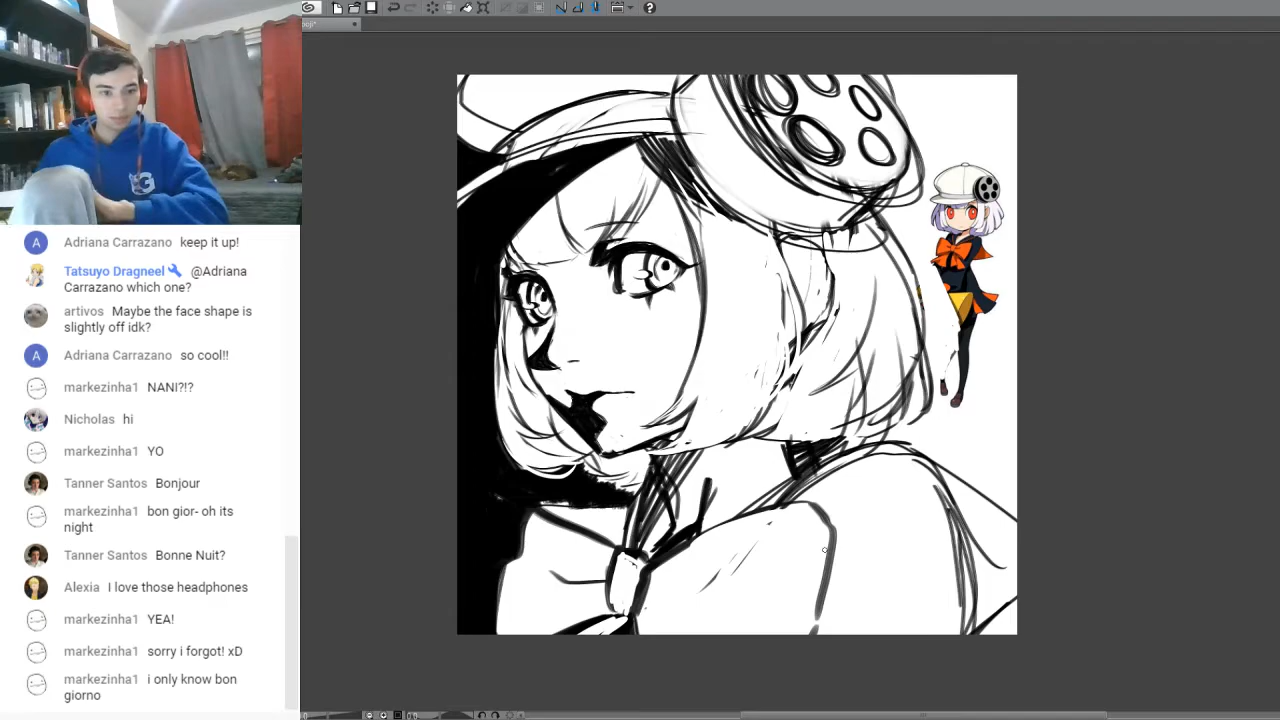 Adriana Carrazano keep it up!
Tatsuyo Dragneel @Adriana
Carrazano which one?
artivos Maybe the face shape is
slightly off idk?
Adriana Carrazano so cool!!
markezinha1 NANI?!?
Nicholas hi
markezinha1 YO
Tanner Santos Bonjour
markezinha1 bon gior- oh its
night
Tanner Santos Bonne Nuit?
Alexia I love those headphones
markezinha1 YEA!
markezinha1 sorry i forgot! xD
markezinha1 i only know bon
giorno
A
A
G